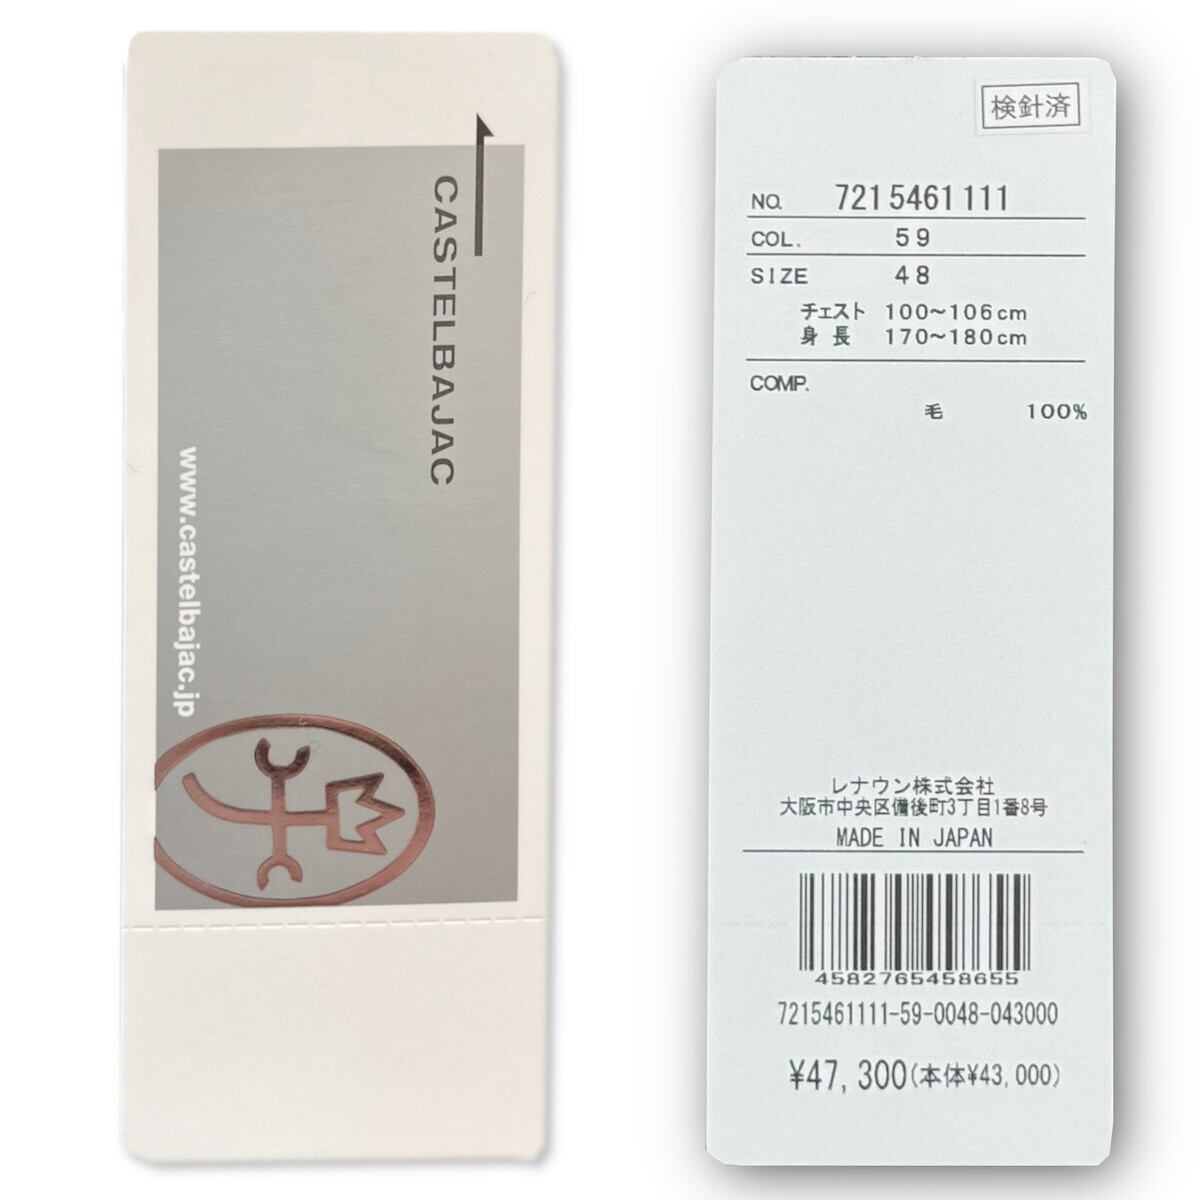 CASTELBAJAC
www.castelbajac.jp
検針済
NO. 7215461111
COL. 59
SIZE 48
チェスト 100~106cm
身長 170~180cm
COMP.
毛 100%
レナウン株式会社
大阪市中央区備後町3丁目1番8号
MADE IN JAPAN
4582765458655
7215461111-59-0048-043000
¥47,300(本体¥43,000)